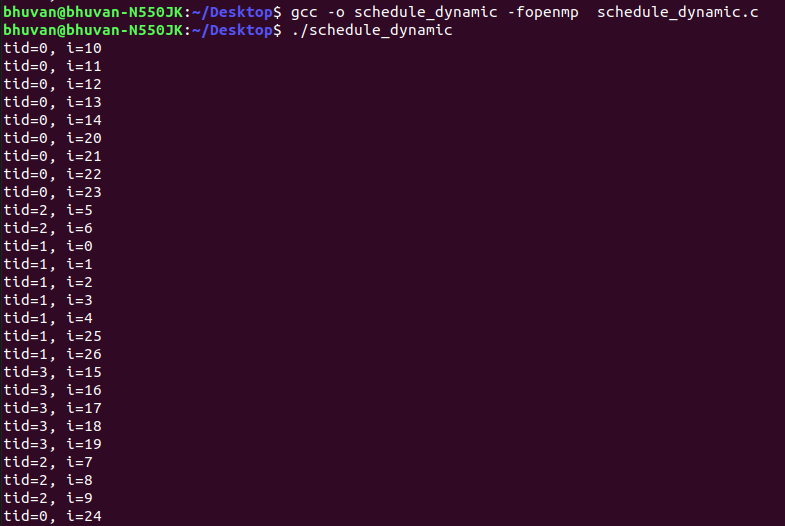 bhuvan@bhuvan-N550JK:~/Desktop$ gcc -o schedule_dynamic -fopenmp  schedule_dynamic.c
bhuvan@bhuvan-N550JK:~/Desktop$ ./schedule_dynamic
tid=0, i=10
tid=0, i=11
tid=0, i=12
tid=0, i=13
tid=0, i=14
tid=0, i=20
tid=0, i=21
tid=0, i=22
tid=0, i=23
tid=2, i=5
tid=2, i=6
tid=1, i=0
tid=1, i=1
tid=1, i=2
tid=1, i=3
tid=1, i=4
tid=1, i=25
tid=1, i=26
tid=3, i=15
tid=3, i=16
tid=3, i=17
tid=3, i=18
tid=3, i=19
tid=2, i=7
tid=2, i=8
tid=2, i=9
tid=0, i=24